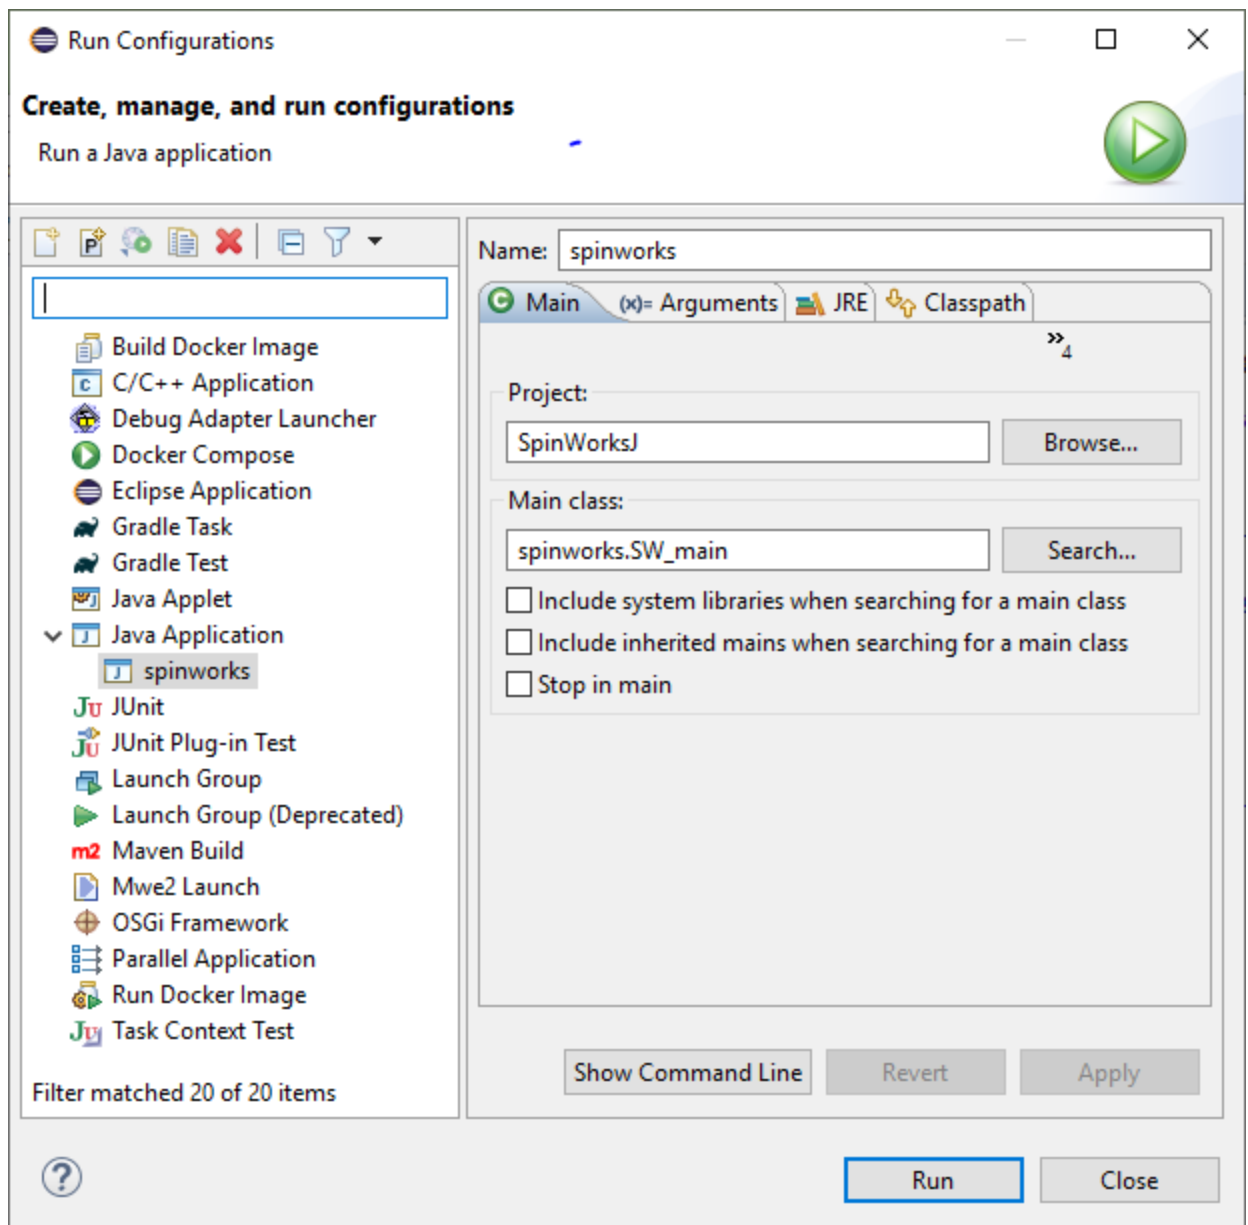 Run Configurations
Create, manage, and run configurations
Run a Java application
Name: spinworks
Main (x)= Arguments JRE Classpath
»4
Build Docker Image
C/C++ Application
Debug Adapter Launcher
Docker Compose
Eclipse Application
Gradle Task
Gradle Test
Java Applet
Java Application
spinworks
JUnit
JUnit Plug-in Test
Launch Group
Launch Group (Deprecated)
m2 Maven Build
Mwe2 Launch
OSGi Framework
Parallel Application
Run Docker Image
Task Context Test
Filter matched 20 of 20 items
Project:
SpinWorksJ Browse...
Main class:
spinworks.SW_main Search...
Include system libraries when searching for a main class
Include inherited mains when searching for a main class
Stop in main
Show Command Line Revert Apply
Run Close